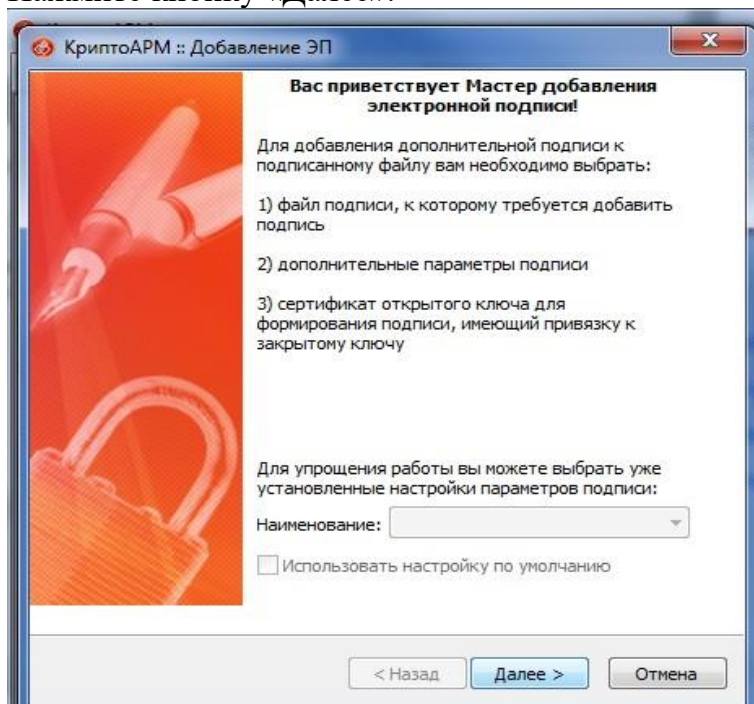 Нажмите кнопку «Далее».
КриптоАРМ :: Добавление ЭП
Вас приветствует Мастер добавления
электронной подписи!
Для добавления дополнительной подписи к
подписанному файлу вам необходимо выбрать:
1) файл подписи, к которому требуется добавить
подпись
2) дополнительные параметры подписи
3) сертификат открытого ключа для
формирования подписи, имеющий привязку к
закрытому ключу
Для упрощения работы вы можете выбрать уже
установленные настройки параметров подписи:
Наименование:
Использовать настройку по умолчанию
< Назад
Далее >
Отмена